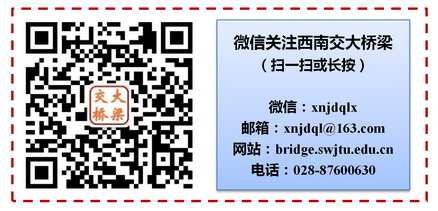 交大
桥梁
微信关注西南交大桥梁
（扫一扫或长按）
微信：xnjdqlx
邮箱：xnjdql@163.com
网站：bridge.swjtu.edu.cn
电话：028-87600630